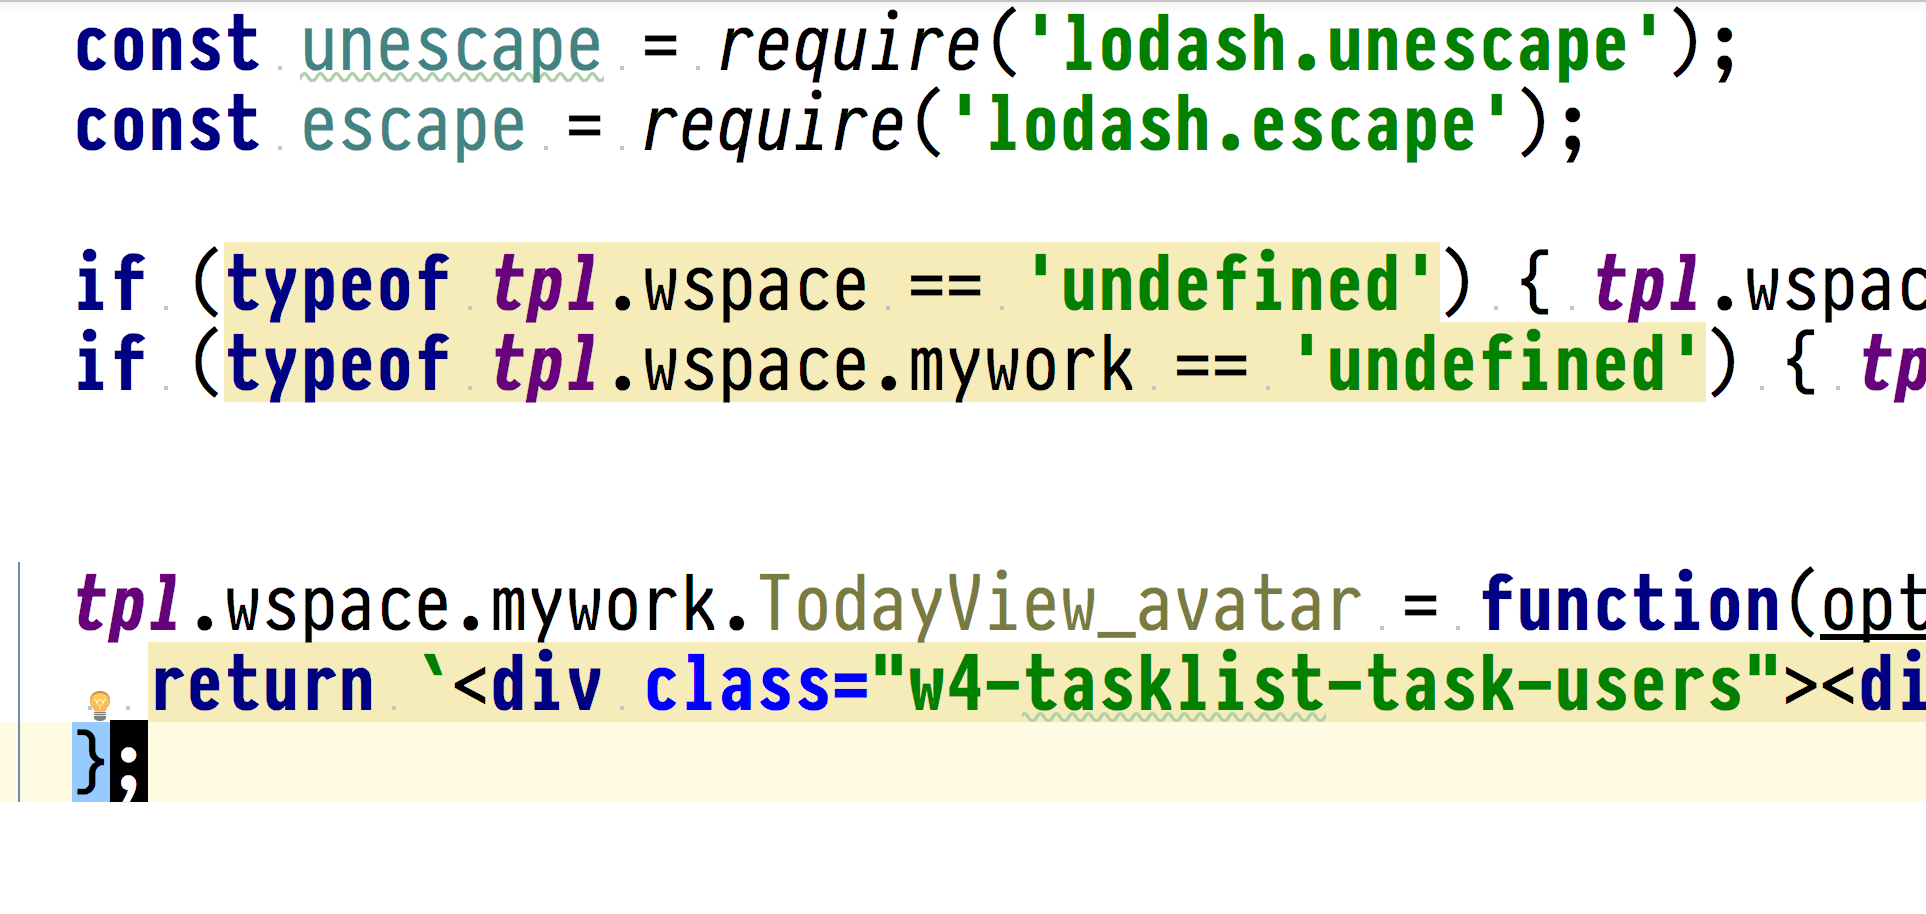 const unescape = require('lodash.unescape');
const escape = require('lodash.escape');
if (typeof tpl.wspace == 'undefined') { tpl.wspac
if (typeof tpl.wspace.mywork == 'undefined') { tp
tpl.wspace.mywork.TodayView_avatar = function(opt
return `<div class="w4-tasklist-task-users"><di
};